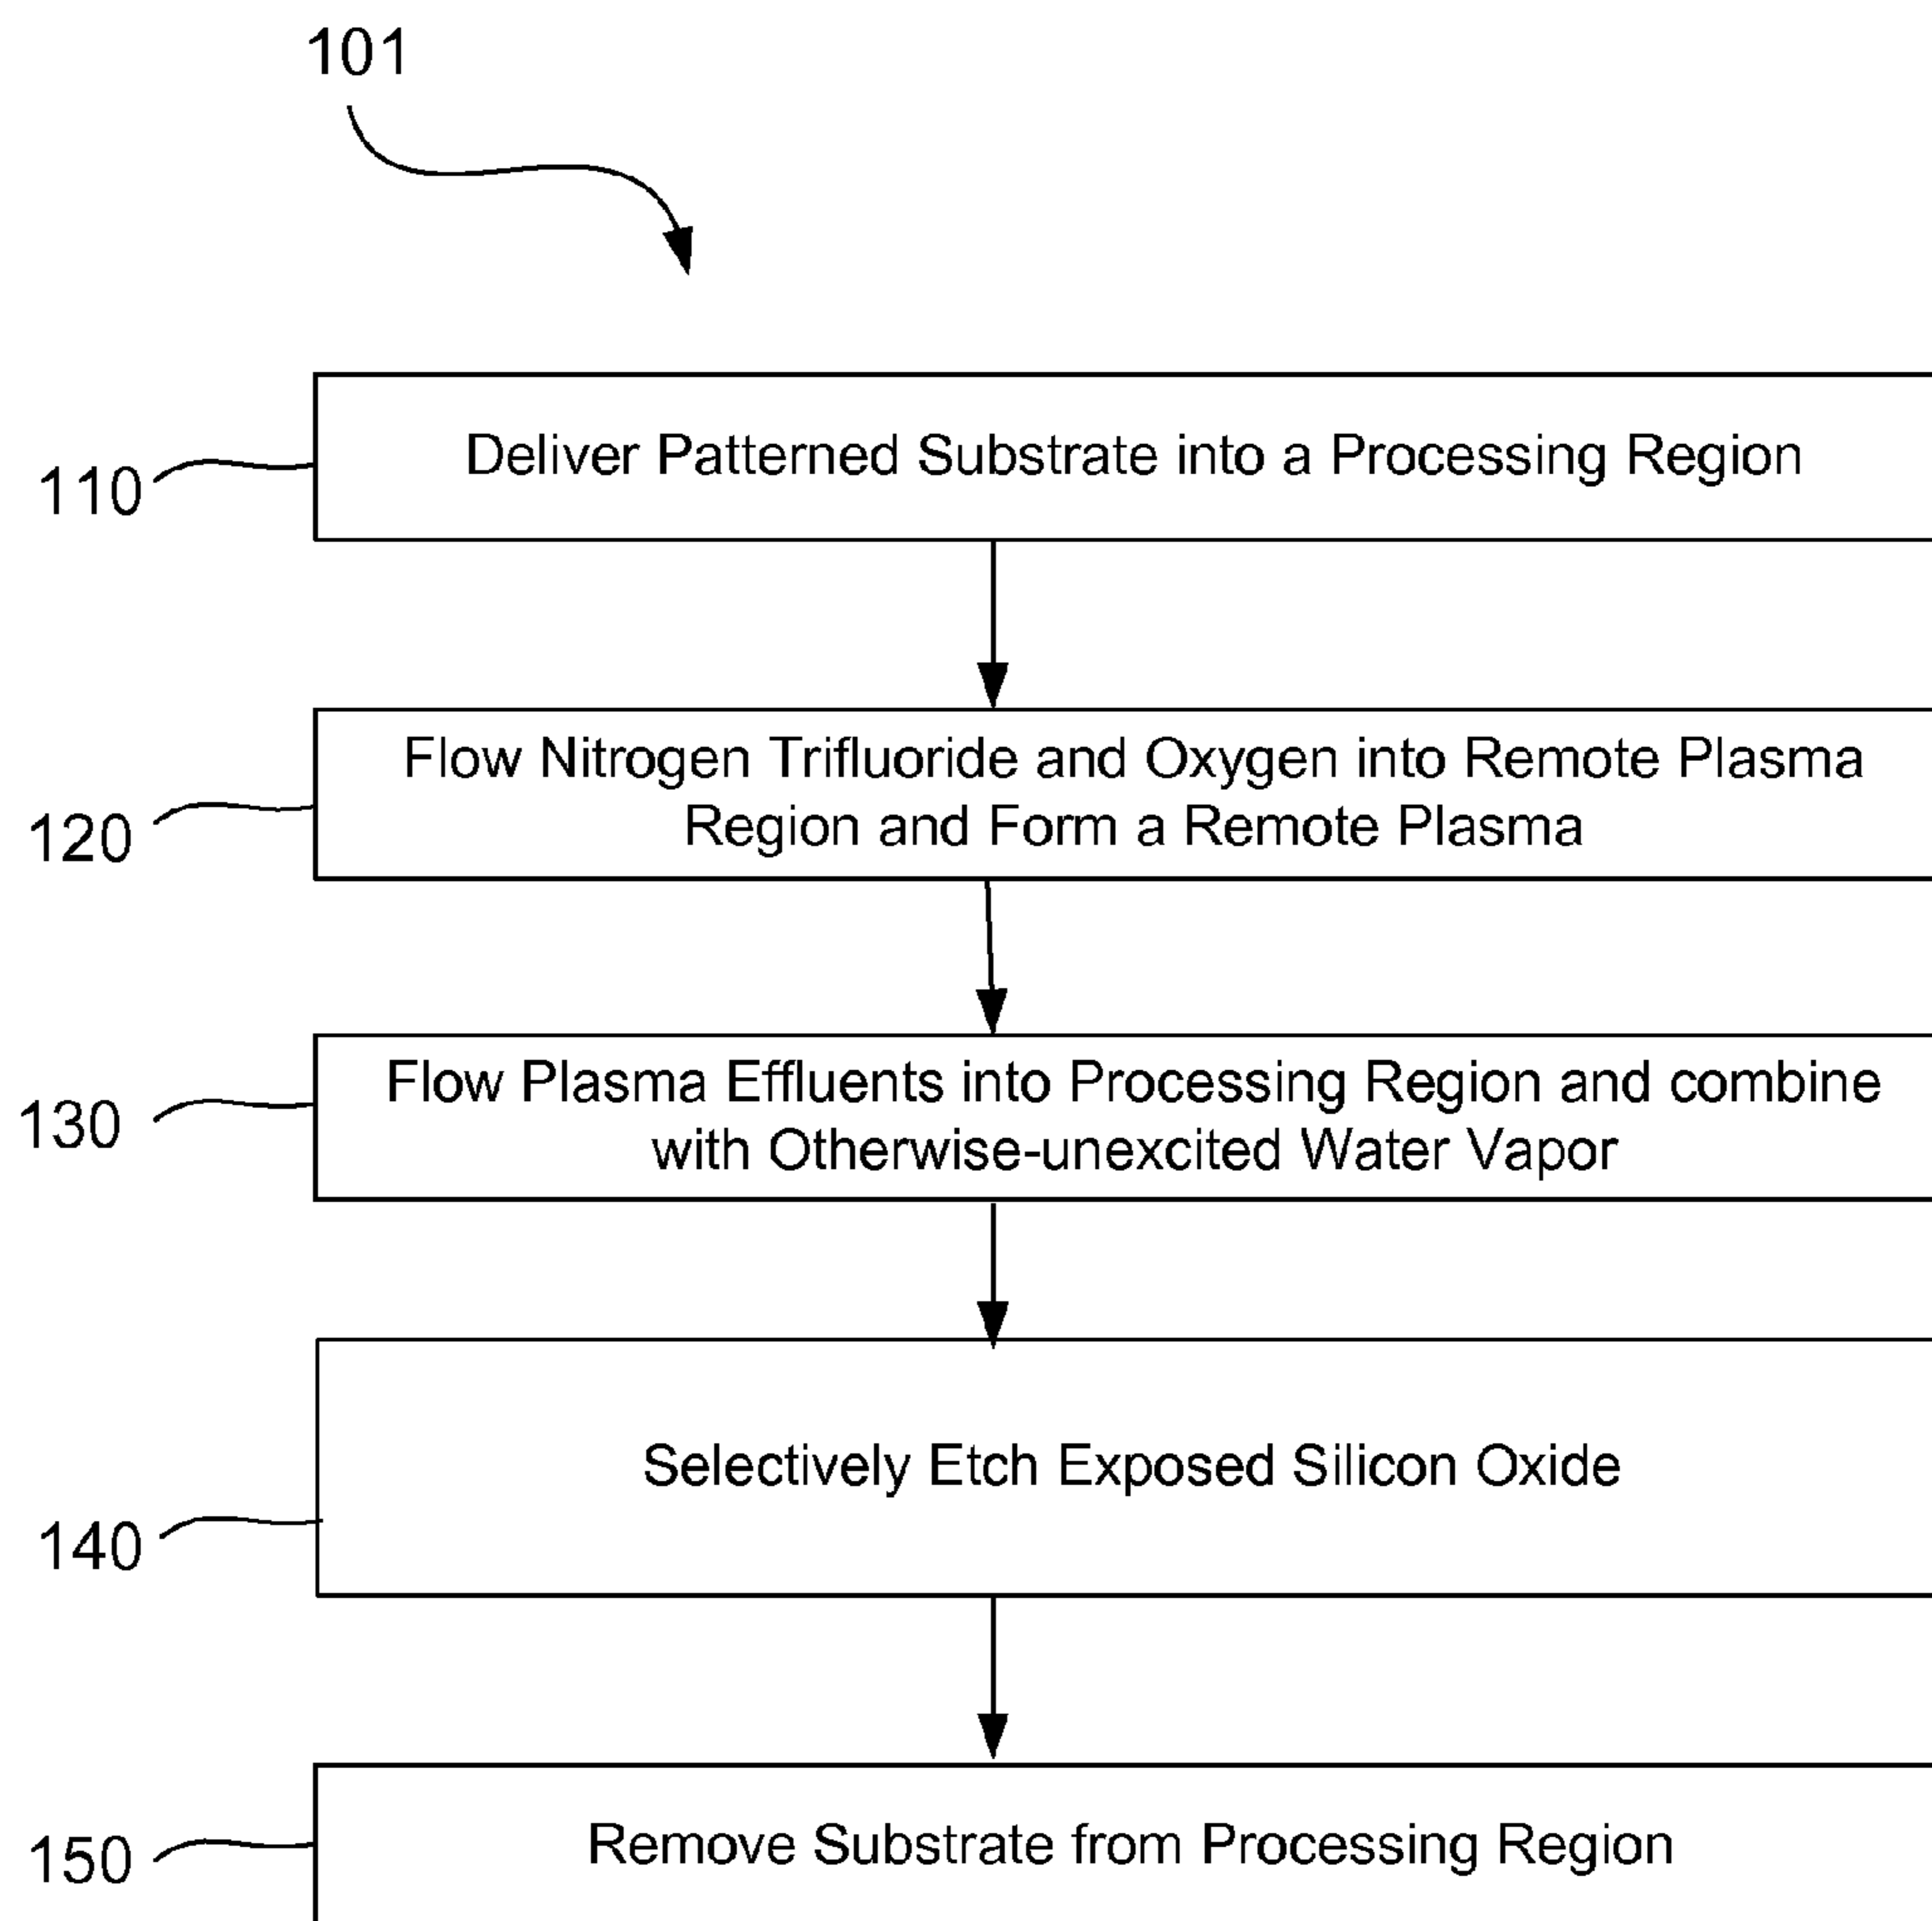 101
110
Deliver Patterned Substrate into a Processing Region
120
Flow Nitrogen Trifluoride and Oxygen into Remote Plasma
Region and Form a Remote Plasma
130
Flow Plasma Effluents into Processing Region and combine
with Otherwise-unexcited Water Vapor
140
Selectively Etch Exposed Silicon Oxide
150
Remove Substrate from Processing Region